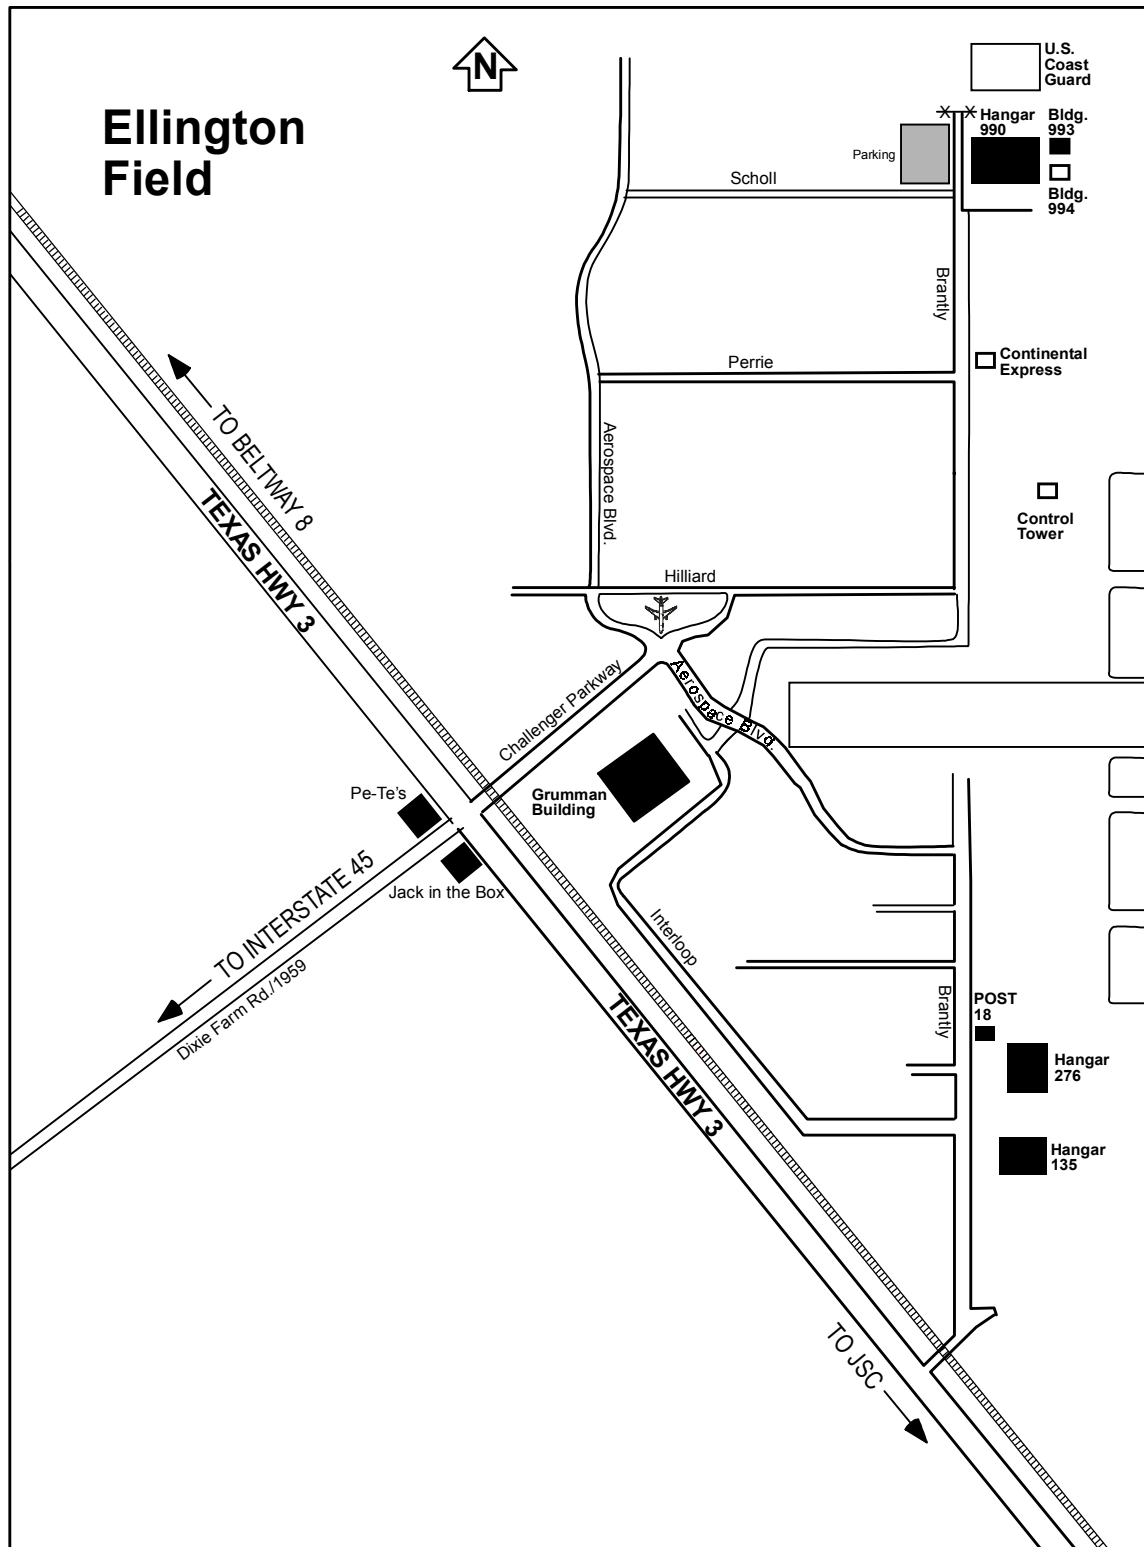 Ellington
Field
N
U.S.
Coast
Guard
Hangar
990
Bldg.
993
Parking
Scholl
Bldg.
994
Brantly
Continental
Express
Perrie
TO BELTWAY 8
Aerospace Blvd.
TEXAS HWY 3
Control
Tower
Hilliard
Challenger Parkway
Aerospace Blvd.
Pe-Te's
Grumman
Building
Jack in the Box
TO INTERSTATE 45
Dixie Farm Rd./1959
Interloop
Brantly
POST
18
TEXAS HWY 3
Hangar
276
Hangar
135
TO JSC